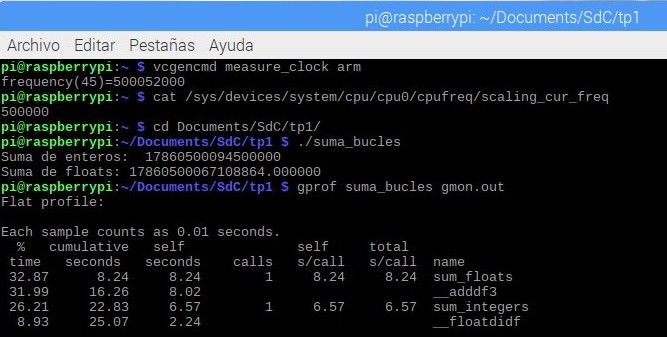 pi@raspberrypi: ~/Documents/SdC/tp1
Archivo Editar Pestañas Ayuda
pi@raspberrypi:~ $ vcgencmd measure_clock arm
frequency(45)=500052000
pi@raspberrypi:~ $ cat /sys/devices/system/cpu/cpu0/cpufreq/scaling_cur_freq
500000
pi@raspberrypi:~ $ cd Documents/SdC/tp1/
pi@raspberrypi:~/Documents/SdC/tp1 $ ./suma_bucles
Suma de enteros:  17860500094500000
Suma de floats: 17860500067108864.000000
pi@raspberrypi:~/Documents/SdC/tp1 $ gprof suma_bucles gmon.out
Flat profile:
Each sample counts as 0.01 seconds.
  %   cumulative   self              self     total
 time   seconds   seconds    calls   s/call   s/call  name
 32.87      8.24     8.24        1     8.24     8.24  sum_floats
 31.99     16.26     8.02                             __adddf3
 26.21     22.83     6.57        1     6.57     6.57  sum_integers
  8.93     25.07     2.24                             __floatdidf